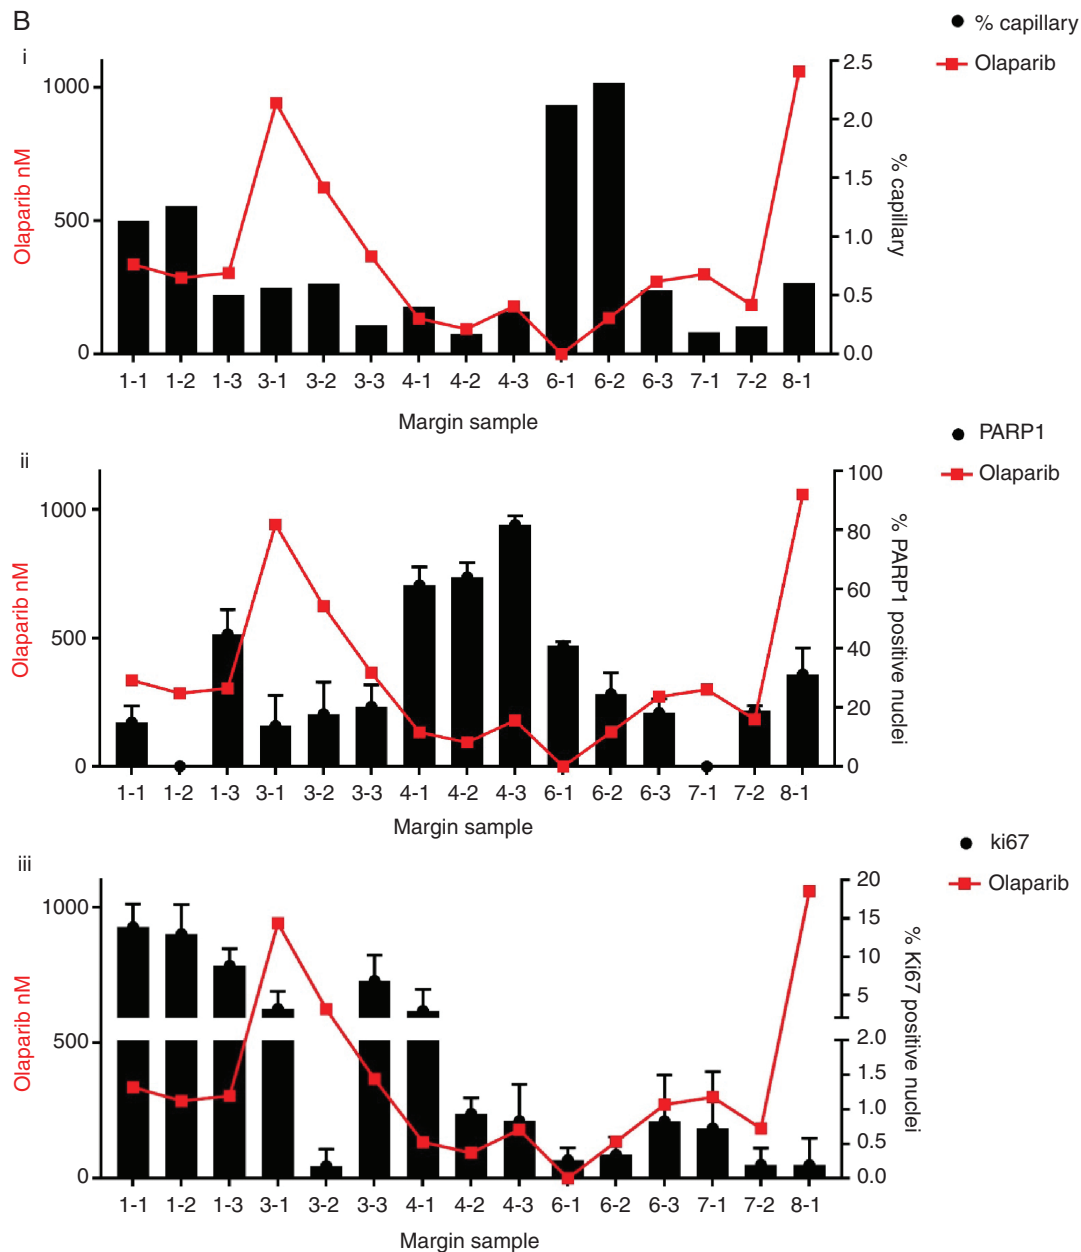 B
i
% capillary
Olaparib
Olaparib nM
1000
500
0
2.5
2.0
1.5
1.0
0.5
0.0
% capillary
1-1 1-2 1-3 3-1 3-2 3-3 4-1 4-2 4-3 6-1 6-2 6-3 7-1 7-2 8-1
Margin sample
ii
PARP1
Olaparib
Olaparib nM
1000
500
0
100
80
60
40
20
0
% PARP1 positive nuclei
1-1 1-2 1-3 3-1 3-2 3-3 4-1 4-2 4-3 6-1 6-2 6-3 7-1 7-2 8-1
Margin sample
iii
ki67
Olaparib
Olaparib nM
1000
500
0
20
15
10
5
2.0
1.5
1.0
0.5
0.0
% Ki67 positive nuclei
1-1 1-2 1-3 3-1 3-2 3-3 4-1 4-2 4-3 6-1 6-2 6-3 7-1 7-2 8-1
Margin sample